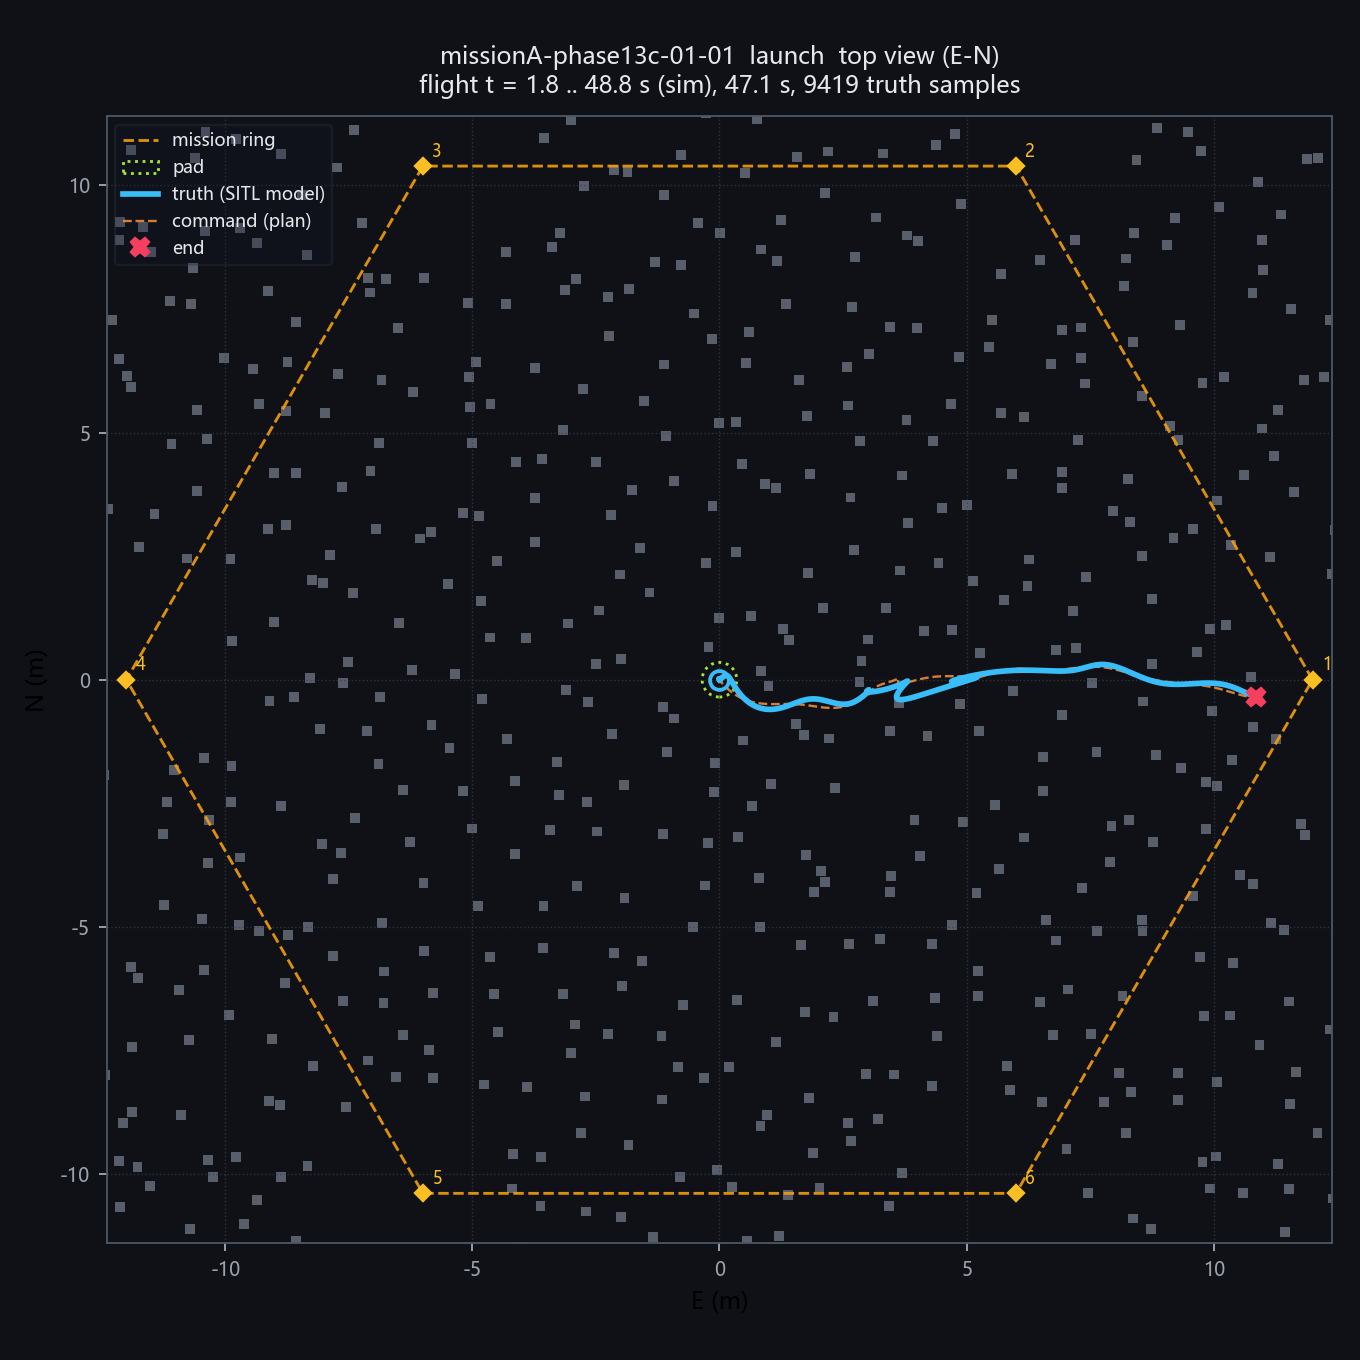 missionA-phase13c-01-01 launch top view (E-N)
flight t = 1.8 .. 48.8 s (sim), 47.1 s, 9419 truth samples
mission ring
pad
truth (SITL model)
command (plan)
end
3
2
4
1
5
6
10
5
0
-5
-10
N (m)
-10
-5
0
5
10
E (m)